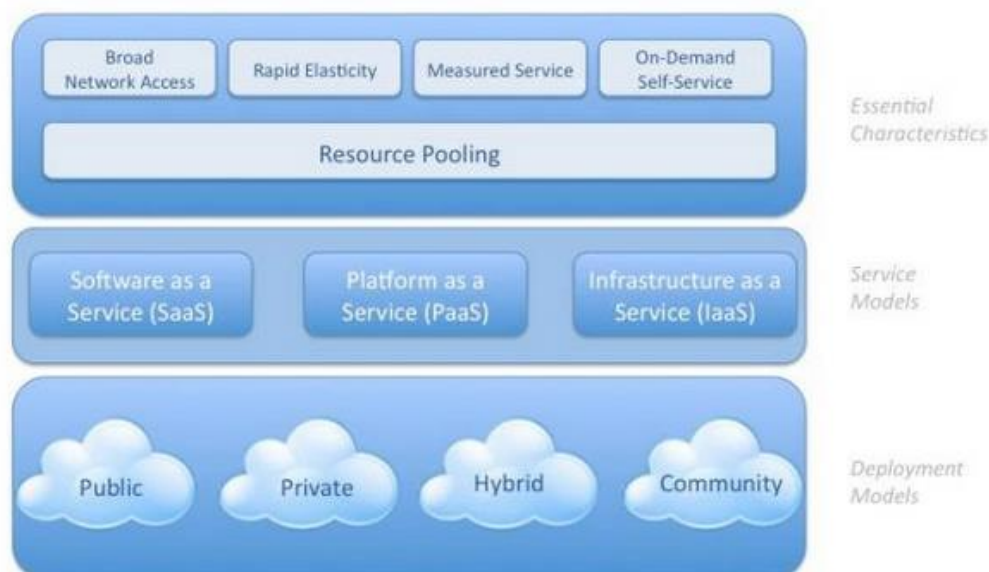 Broad
Network Access
Rapid Elasticity
Measured Service
On-Demand
Self-Service
Resource Pooling
Essential
Characteristics
Software as a
Service (SaaS)
Platform as a
Service (PaaS)
Infrastructure as a
Service (IaaS)
Service
Models
Public
Private
Hybrid
Community
Deployment
Models